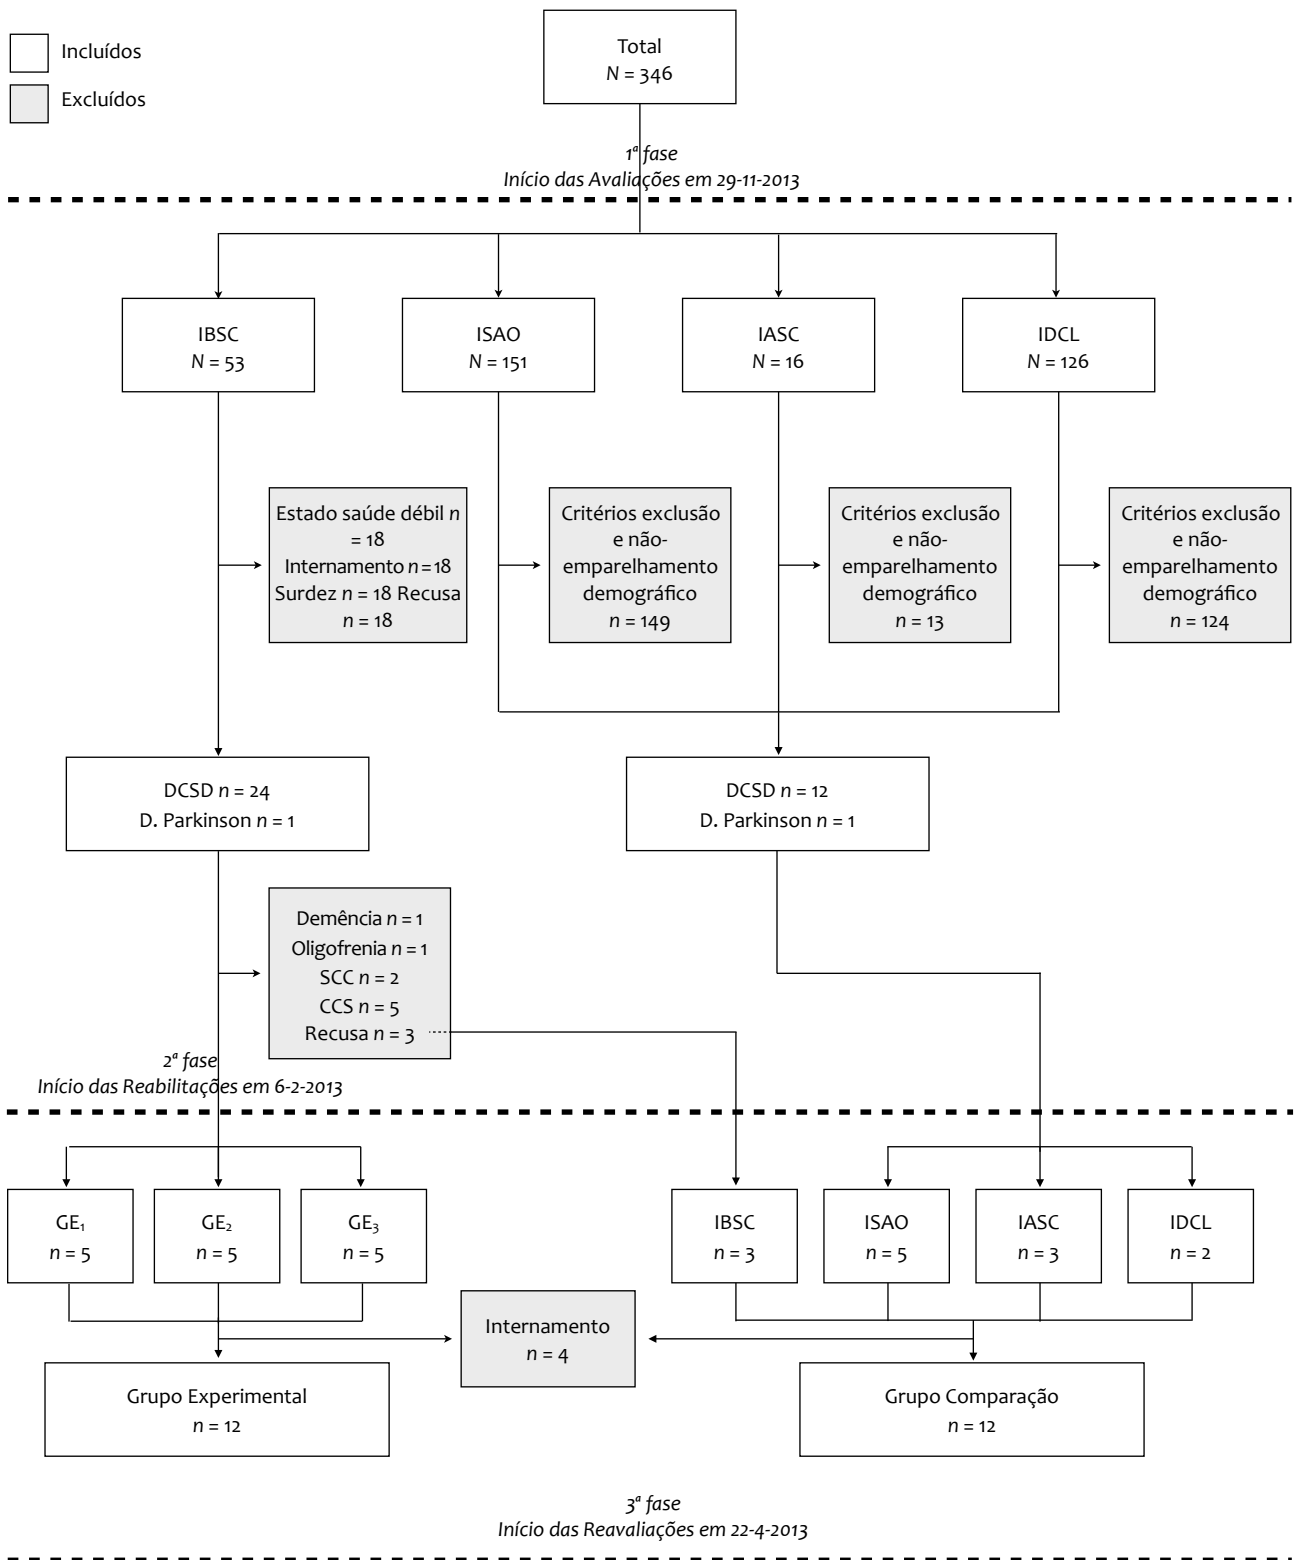 Incluídos
Excluídos
Total
N = 346
1ª fase
Início das Avaliações em 29-11-2013
IBSC
N = 53
ISAO
N = 151
IASC
N = 16
IDCL
N = 126
Estado saúde débil n
= 18
Internamento n = 18
Surdez n = 18 Recusa
n = 18
Critérios exclusão
e não-
emparelhamento
demográfico
n = 149
Critérios exclusão
e não-
emparelhamento
demográfico
n = 13
Critérios exclusão
e não-
emparelhamento
demográfico
n = 124
DCSD n = 24
D. Parkinson n = 1
DCSD n = 12
D. Parkinson n = 1
Demência n = 1
Oligofrenia n = 1
SCC n = 2
CCS n = 5
Recusa n = 3
2ª fase
Início das Reabilitações em 6-2-2013
GE₁
n = 5
GE₂
n = 5
GE₃
n = 5
IBSC
n = 3
ISAO
n = 5
IASC
n = 3
IDCL
n = 2
Internamento
n = 4
Grupo Experimental
n = 12
Grupo Comparação
n = 12
3ª fase
Início das Reavaliações em 22-4-2013